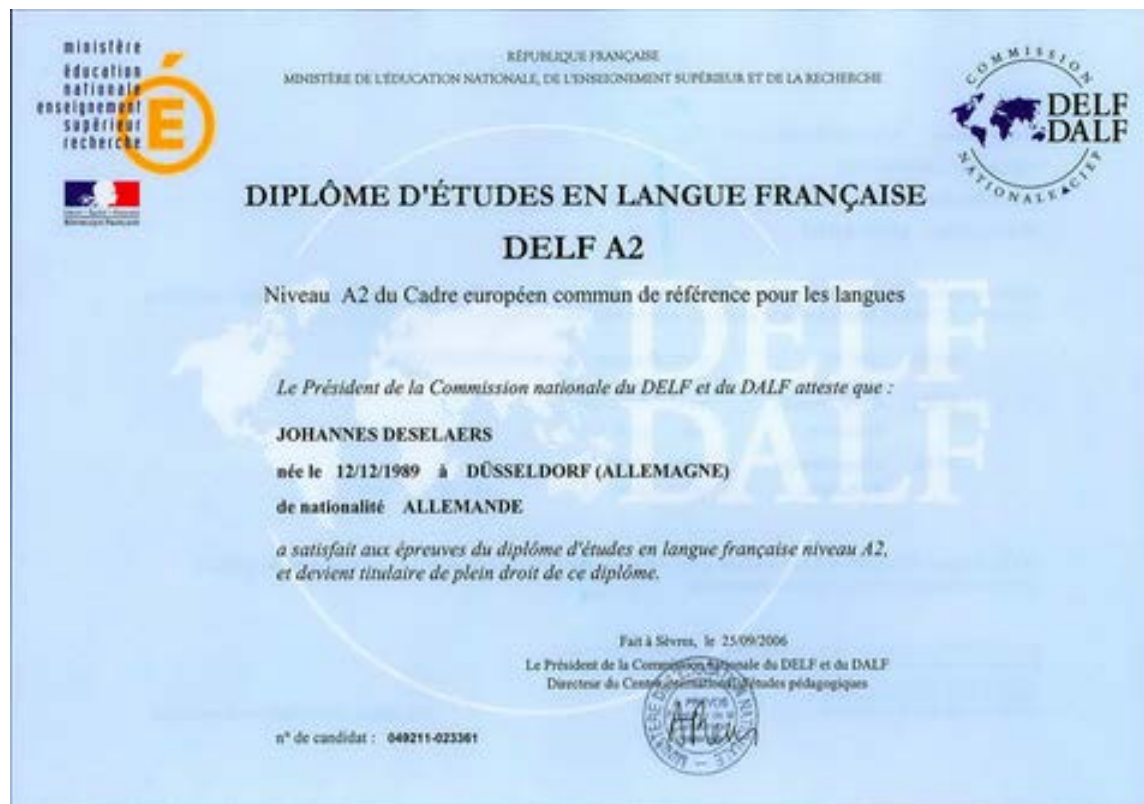 ministère
éducation
nationale
enseignement
supérieur
recherche
É
RÉPUBLIQUE FRANÇAISE
MINISTÈRE DE L'ÉDUCATION NATIONALE, DE L'ENSEIGNEMENT SUPÉRIEUR ET DE LA RECHERCHE
COMMISSION
DELF
DALF
NATIONALE
CIEP
DIPLÔME D'ÉTUDES EN LANGUE FRANÇAISE
DELF A2
Niveau A2 du Cadre européen commun de référence pour les langues
DELF
DALF
Le Président de la Commission nationale du DELF et du DALF atteste que :
JOHANNES DESELAERS
née le 12/12/1989 à DÜSSELDORF (ALLEMAGNE)
de nationalité ALLEMANDE
a satisfait aux épreuves du diplôme d'études en langue française niveau A2,
et devient titulaire de plein droit de ce diplôme.
Fait à Sèvres, le 25/09/2006
Le Président de la Commission nationale du DELF et du DALF
Directeur du Centre international d'études pédagogiques
n° de candidat : 049211-023361